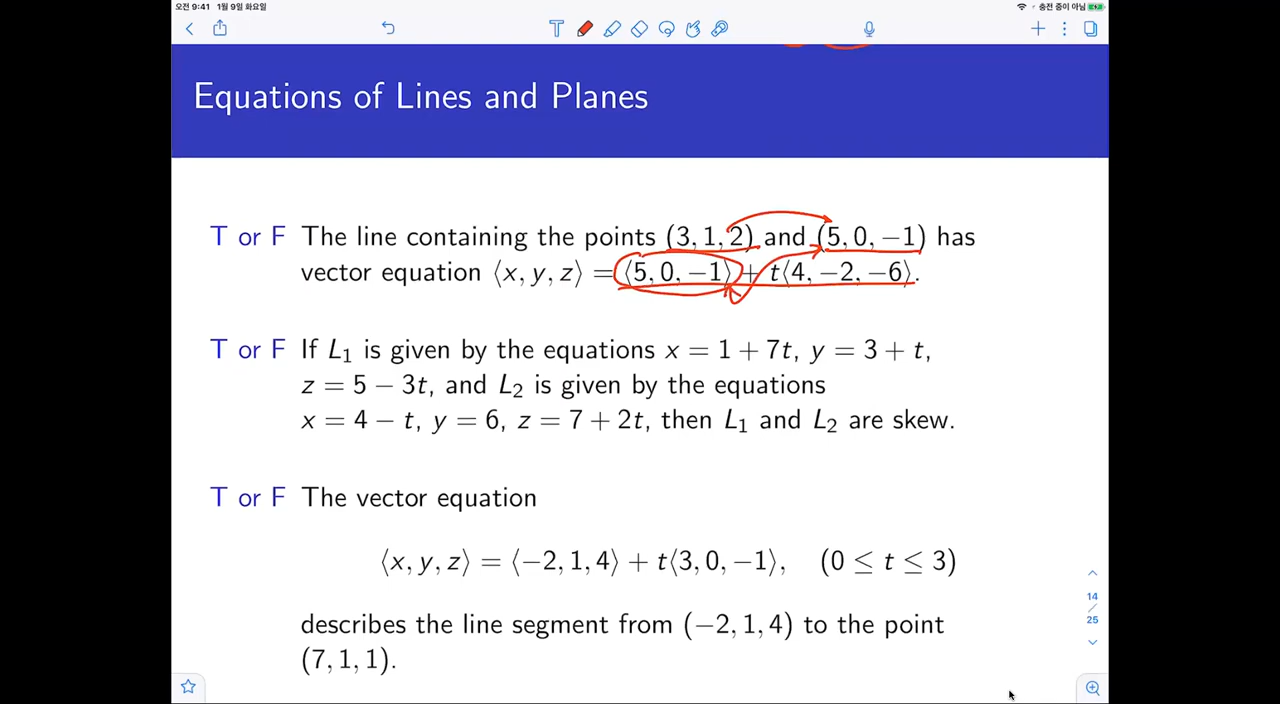 오전 9:41 1월 9일 화요일
충전 중이 아님
Equations of Lines and Planes
T or F The line containing the points (3, 1, 2) and (5, 0, −1) has
vector equation ⟨x, y, z⟩ = ⟨5, 0, −1⟩ + t⟨4, −2, −6⟩.
T or F If L₁ is given by the equations x = 1 + 7t, y = 3 + t,
z = 5 − 3t, and L₂ is given by the equations
x = 4 − t, y = 6, z = 7 + 2t, then L₁ and L₂ are skew.
T or F The vector equation
⟨x, y, z⟩ = ⟨−2, 1, 4⟩ + t⟨3, 0, −1⟩, (0 ≤ t ≤ 3)
describes the line segment from (−2, 1, 4) to the point
(7, 1, 1).
14
/
25